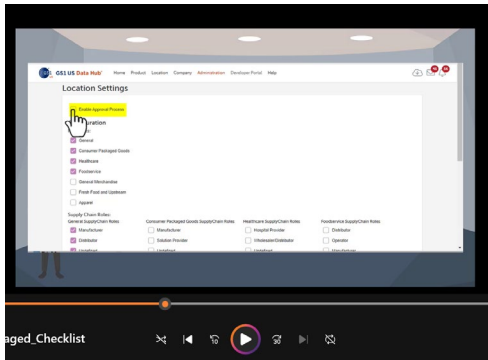 GS1 US Data Hub Home Product Location Company Administration Developer Portal Help
Location Settings
Enable Approval Process
General
Consumer Packaged Goods
Healthcare
Foodservice
General Merchandise
Fresh Food and Upstream
Apparel
Supply Chain Roles
General SupplyChain Roles Consumer Packaged Goods SupplyChain Roles Healthcare SupplyChain Roles Foodservice SupplyChain Roles
Manufacturer Manufacturer Hospital Provider Distributor
Distributor Solution Provider Wholesaler/Distributor Operator
aged_Checklist 10 30